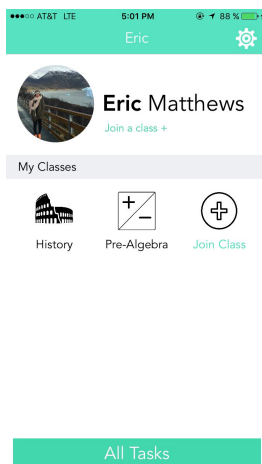 AT&T LTE 5:01 PM 88 %
Eric
Eric Matthews
Join a class +
My Classes
History Pre-Algebra Join Class
All Tasks